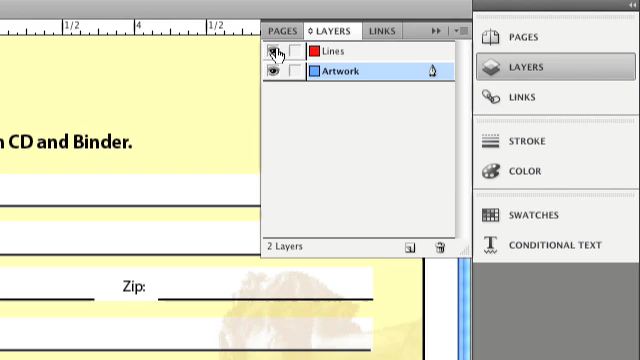 1/2 4 1/2
PAGES LAYERS LINKS
Lines
Artwork
2 Layers
PAGES
LAYERS
LINKS
STROKE
COLOR
SWATCHES
CONDITIONAL TEXT
CD and Binder.
Zip: